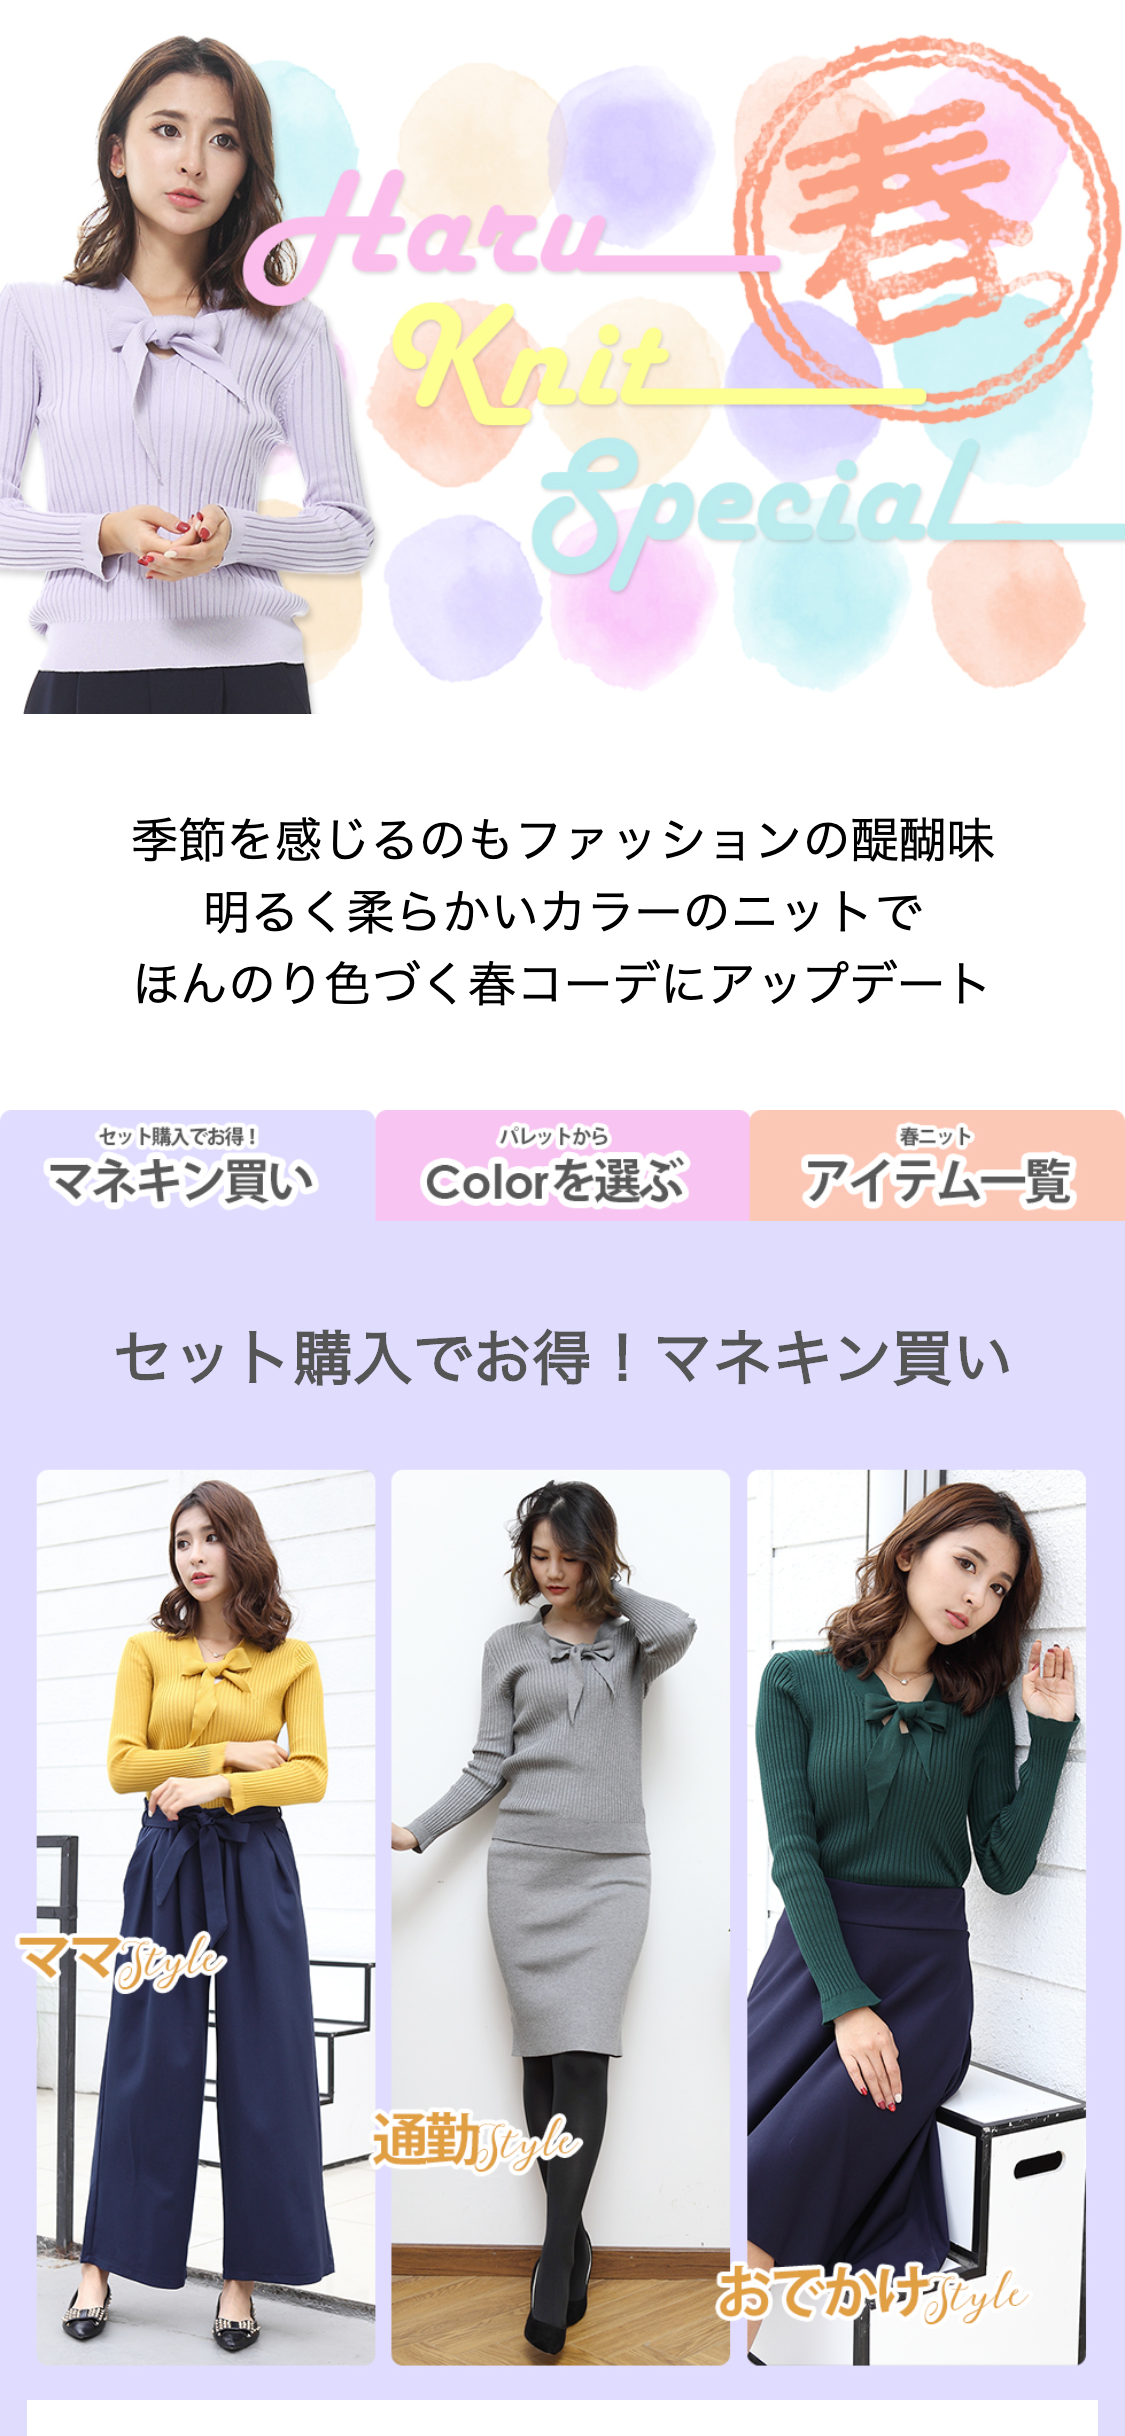 Haru
春
Knit
Special
季節を感じるのもファッションの醍醐味
明るく柔らかいカラーのニットで
ほんのり色づく春コーデにアップデート
セット購入でお得！
マネキン買い
パレットから
Colorを選ぶ
春ニット
アイテム一覧
セット購入でお得！マネキン買い
ママStyle
通勤Style
おでかけStyle